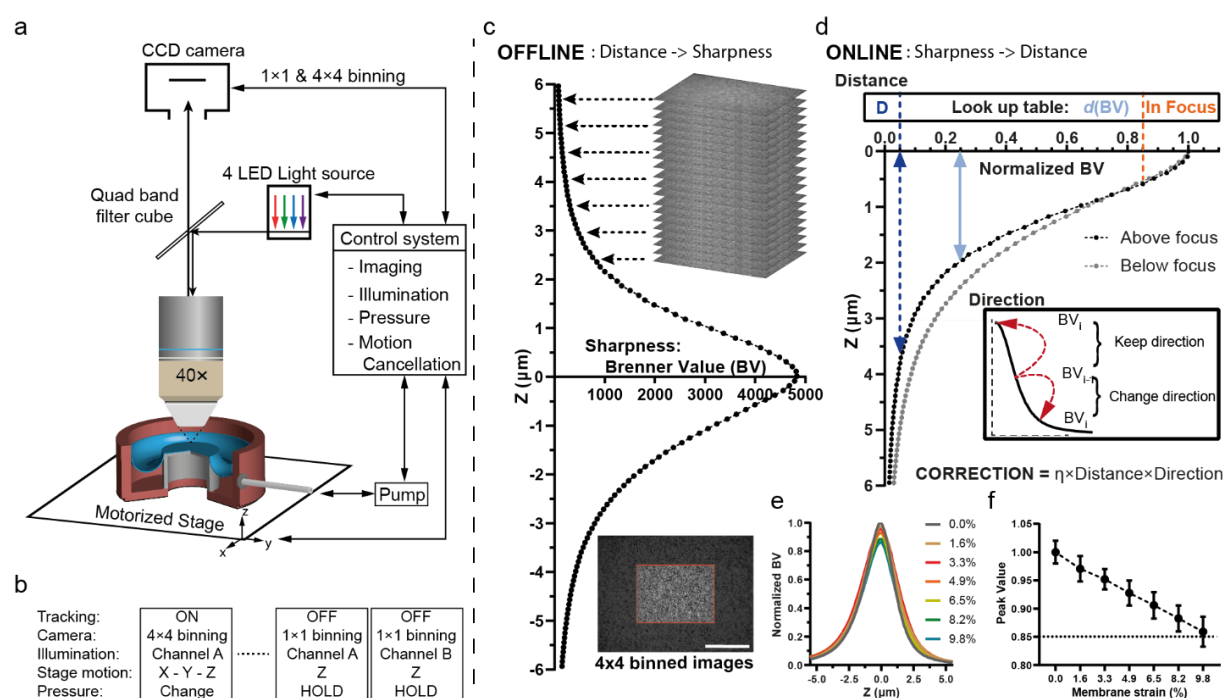 a
CCD camera
1×1 & 4×4 binning
4 LED Light source
Quad band
filter cube
Control system
- Imaging
- Illumination
- Pressure
- Motion
Cancellation
40×
Pump
Motorized Stage
z
x
y
b
Tracking: ON OFF OFF
Camera: 4×4 binning 1×1 binning 1×1 binning
Illumination: Channel A Channel A Channel B
Stage motion: X - Y - Z Z Z
Pressure: Change HOLD HOLD
c
OFFLINE : Distance -> Sharpness
6
5
4
3
2
1
0
-1
-2
-3
-4
-5
-6
Z (µm)
Sharpness:
Brenner Value (BV)
1000 2000 3000 4000 5000
4x4 binned images
d
ONLINE : Sharpness -> Distance
Distance
D Look up table: d(BV) In Focus
0.0 0.2 0.4 0.6 0.8 1.0
Normalized BV
0
1
2
3
4
5
6
Z (µm)
Above focus
Below focus
Direction
BVi
Keep direction
BVi-1
Change direction
BVi
CORRECTION = η×Distance×Direction
e
1.0
0.8
0.6
0.4
0.2
0.0
Normalized BV
-5.0 -2.5 0.0 2.5 5.0
Z (µm)
0.0%
1.6%
3.3%
4.9%
6.5%
8.2%
9.8%
f
1.05
1.00
0.95
0.90
0.85
0.80
Peak Value
0.0 1.6 3.3 4.9 6.5 8.2 9.8
Membrane strain (%)